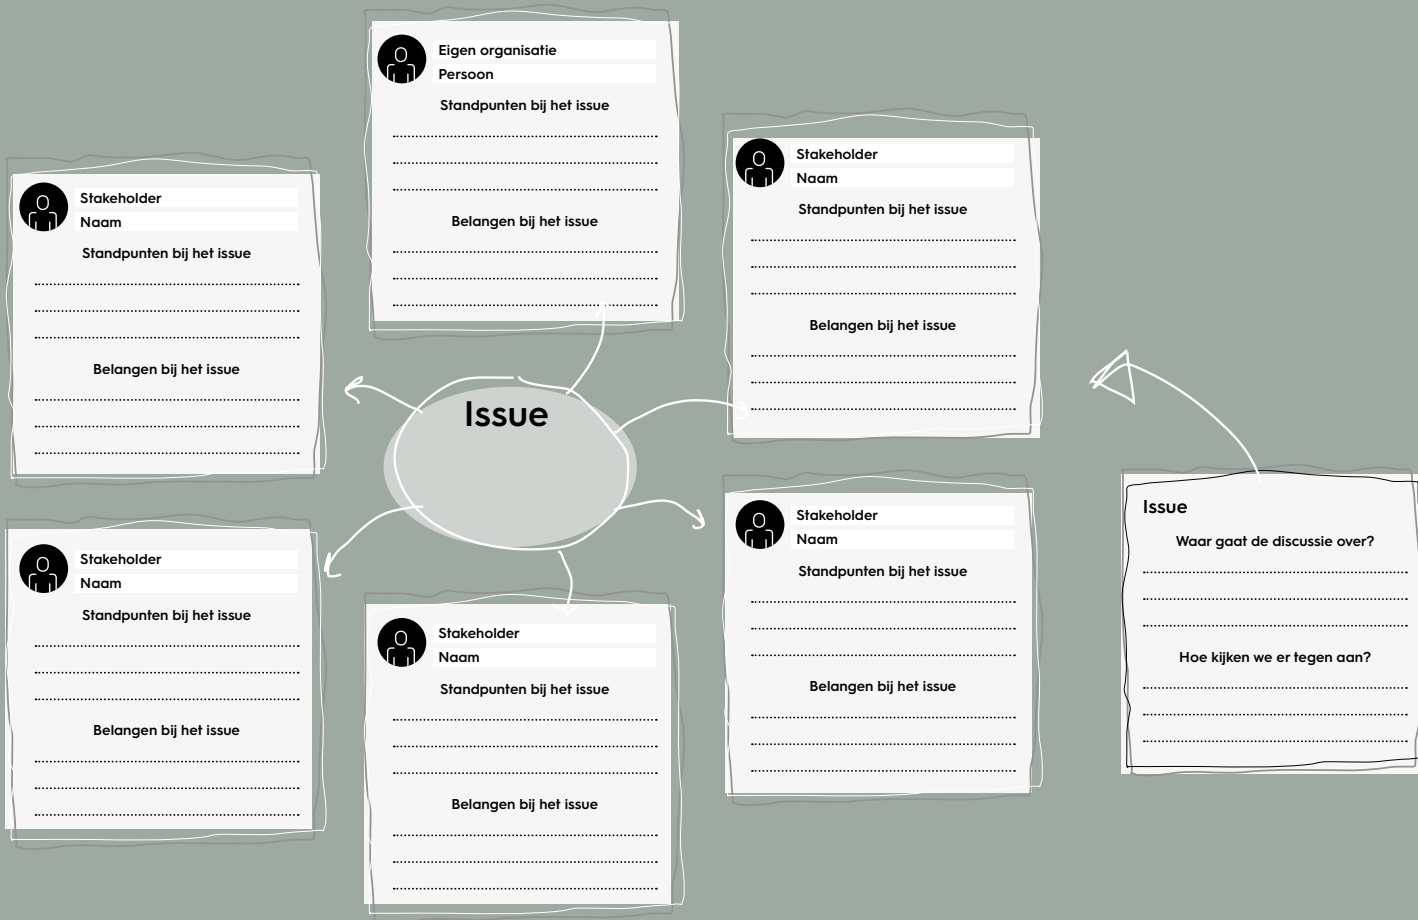 Eigen organisatie
Persoon
Standpunten bij het issue
Belangen bij het issue
Stakeholder
Naam
Standpunten bij het issue
Belangen bij het issue
Stakeholder
Naam
Standpunten bij het issue
Belangen bij het issue
Issue
Stakeholder
Naam
Standpunten bij het issue
Belangen bij het issue
Stakeholder
Naam
Standpunten bij het issue
Belangen bij het issue
Stakeholder
Naam
Standpunten bij het issue
Belangen bij het issue
Issue
Waar gaat de discussie over?
Hoe kijken we er tegen aan?